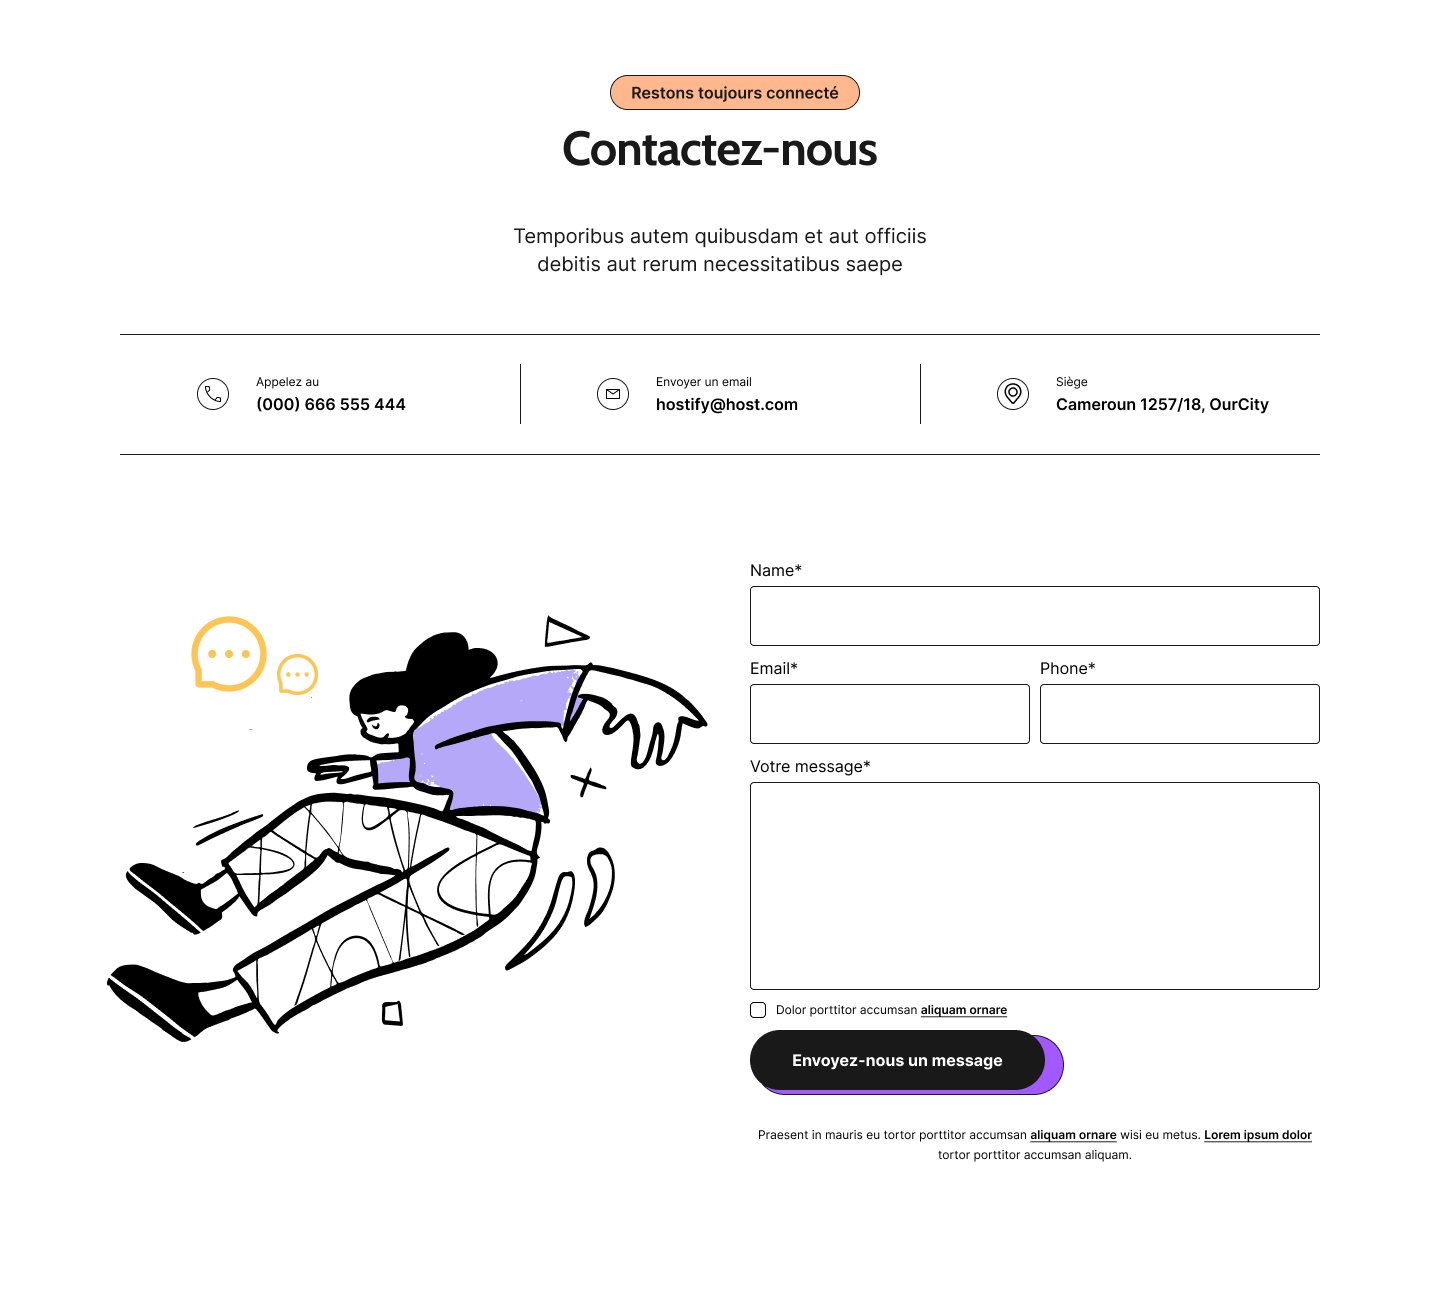 Restons toujours connecté
Contactez-nous
Temporibus autem quibusdam et aut officiis
debitis aut rerum necessitatibus saepe
Appelez au
(000) 666 555 444
Envoyer un email
hostify@host.com
Siège
Cameroun 1257/18, OurCity
Name*
Email*
Phone*
Votre message*
Dolor porttitor accumsan aliquam ornare
Envoyez-nous un message
Praesent in mauris eu tortor porttitor accumsan aliquam ornare wisi eu metus. Lorem ipsum dolor
tortor porttitor accumsan aliquam.